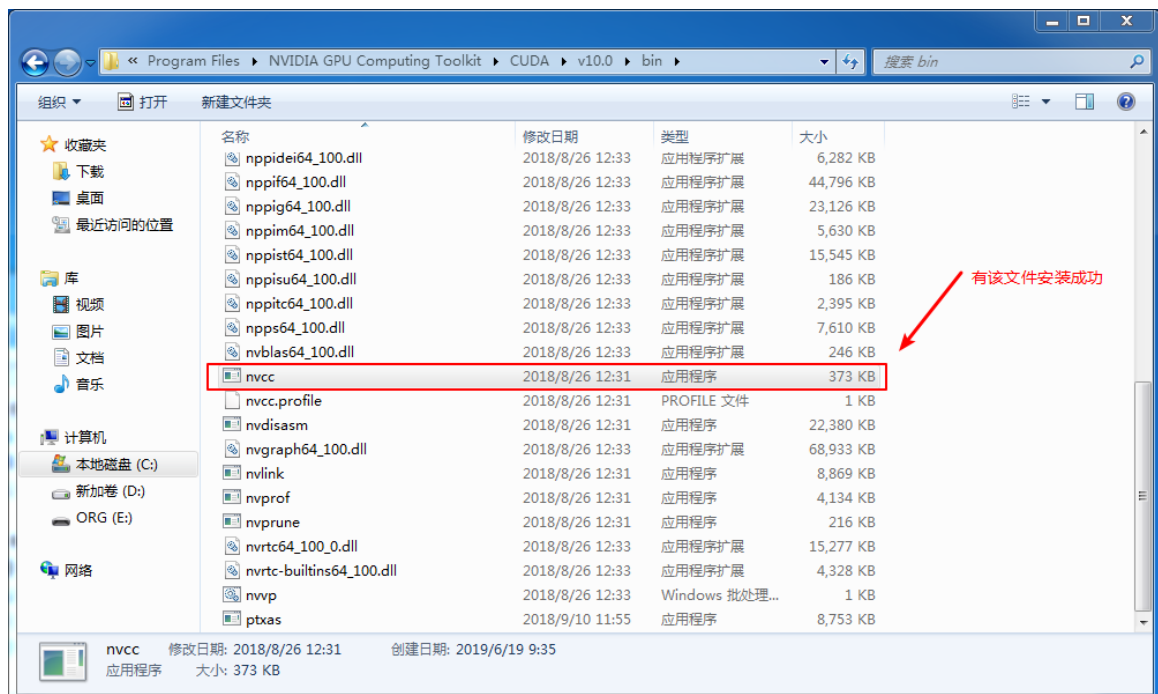 « Program Files ▸ NVIDIA GPU Computing Toolkit ▸ CUDA ▸ v10.0 ▸ bin ▸ 搜索 bin
组织 打开 新建文件夹
收藏夹
下载
桌面
最近访问的位置
库
视频
图片
文档
音乐
计算机
本地磁盘 (C:)
新加卷 (D:)
ORG (E:)
网络
名称 修改日期 类型 大小
nppidei64_100.dll 2018/8/26 12:33 应用程序扩展 6,282 KB
nppif64_100.dll 2018/8/26 12:33 应用程序扩展 44,796 KB
nppig64_100.dll 2018/8/26 12:33 应用程序扩展 23,126 KB
nppim64_100.dll 2018/8/26 12:33 应用程序扩展 5,630 KB
nppist64_100.dll 2018/8/26 12:33 应用程序扩展 15,545 KB
nppisu64_100.dll 2018/8/26 12:33 应用程序扩展 186 KB
nppitc64_100.dll 2018/8/26 12:33 应用程序扩展 2,395 KB
npps64_100.dll 2018/8/26 12:33 应用程序扩展 7,610 KB
nvblas64_100.dll 2018/8/26 12:33 应用程序扩展 246 KB
nvcc 2018/8/26 12:31 应用程序 373 KB
nvcc.profile 2018/8/26 12:31 PROFILE 文件 1 KB
nvdisasm 2018/8/26 12:31 应用程序 22,380 KB
nvgraph64_100.dll 2018/8/26 12:33 应用程序扩展 68,933 KB
nvlink 2018/8/26 12:31 应用程序 8,869 KB
nvprof 2018/8/26 12:31 应用程序 4,134 KB
nvprune 2018/8/26 12:31 应用程序 216 KB
nvrtc64_100_0.dll 2018/8/26 12:33 应用程序扩展 15,277 KB
nvrtc-builtins64_100.dll 2018/8/26 12:33 应用程序扩展 4,328 KB
nvvp 2018/8/26 12:33 Windows 批处理... 1 KB
ptxas 2018/9/10 11:55 应用程序 8,753 KB
有该文件安装成功
nvcc 修改日期: 2018/8/26 12:31 创建日期: 2019/6/19 9:35
应用程序 大小: 373 KB